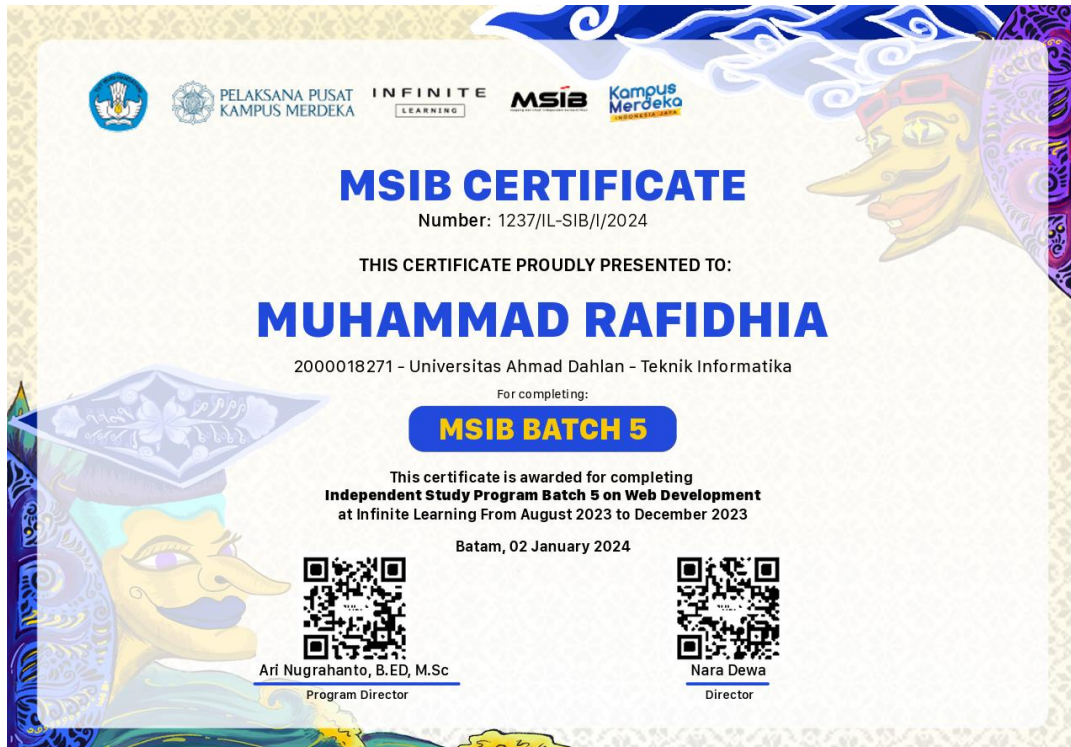 PELAKSANA PUSAT
KAMPUS MERDEKA
INFINITE
LEARNING
MSIB
Kampus
Merdeka
INDONESIA JAYA
MSIB CERTIFICATE
Number: 1237/IL-SIB/I/2024
THIS CERTIFICATE PROUDLY PRESENTED TO:
MUHAMMAD RAFIDHIA
2000018271 - Universitas Ahmad Dahlan - Teknik Informatika
For completing:
MSIB BATCH 5
This certificate is awarded for completing
Independent Study Program Batch 5 on Web Development
at Infinite Learning From August 2023 to December 2023
Batam, 02 January 2024
Ari Nugrahanto, B.ED, M.Sc
Nara Dewa
Program Director
Director